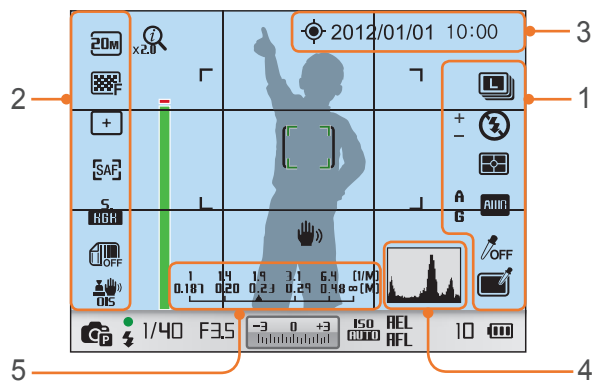 3
2012/01/01 10:00
2
1
20M
x2.0
i
F
L
+
+
−
SAF
S.
HGH
A
G
AWB
OFF
OFF
OIS
1 1.4 1.9 3.1 6.4 (1/M)
0.187 0.20 0.23 0.29 0.48 ∞ (M)
P
1/40 F3.5
-3 0 +3
ISO
AUTO
AEL
AFL
10
5
4